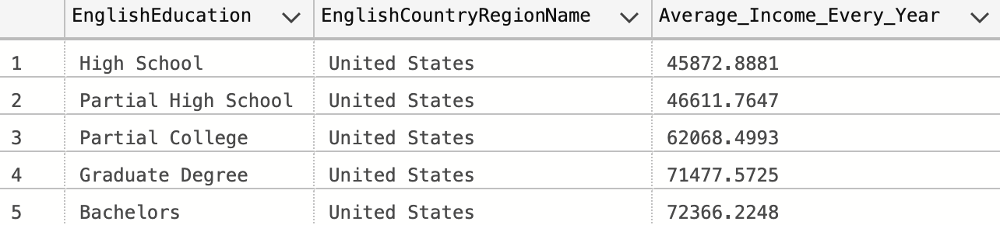 EnglishEducation EnglishCountryRegionName Average_Income_Every_Year
1 High School United States 45872.8881
2 Partial High School United States 46611.7647
3 Partial College United States 62068.4993
4 Graduate Degree United States 71477.5725
5 Bachelors United States 72366.2248